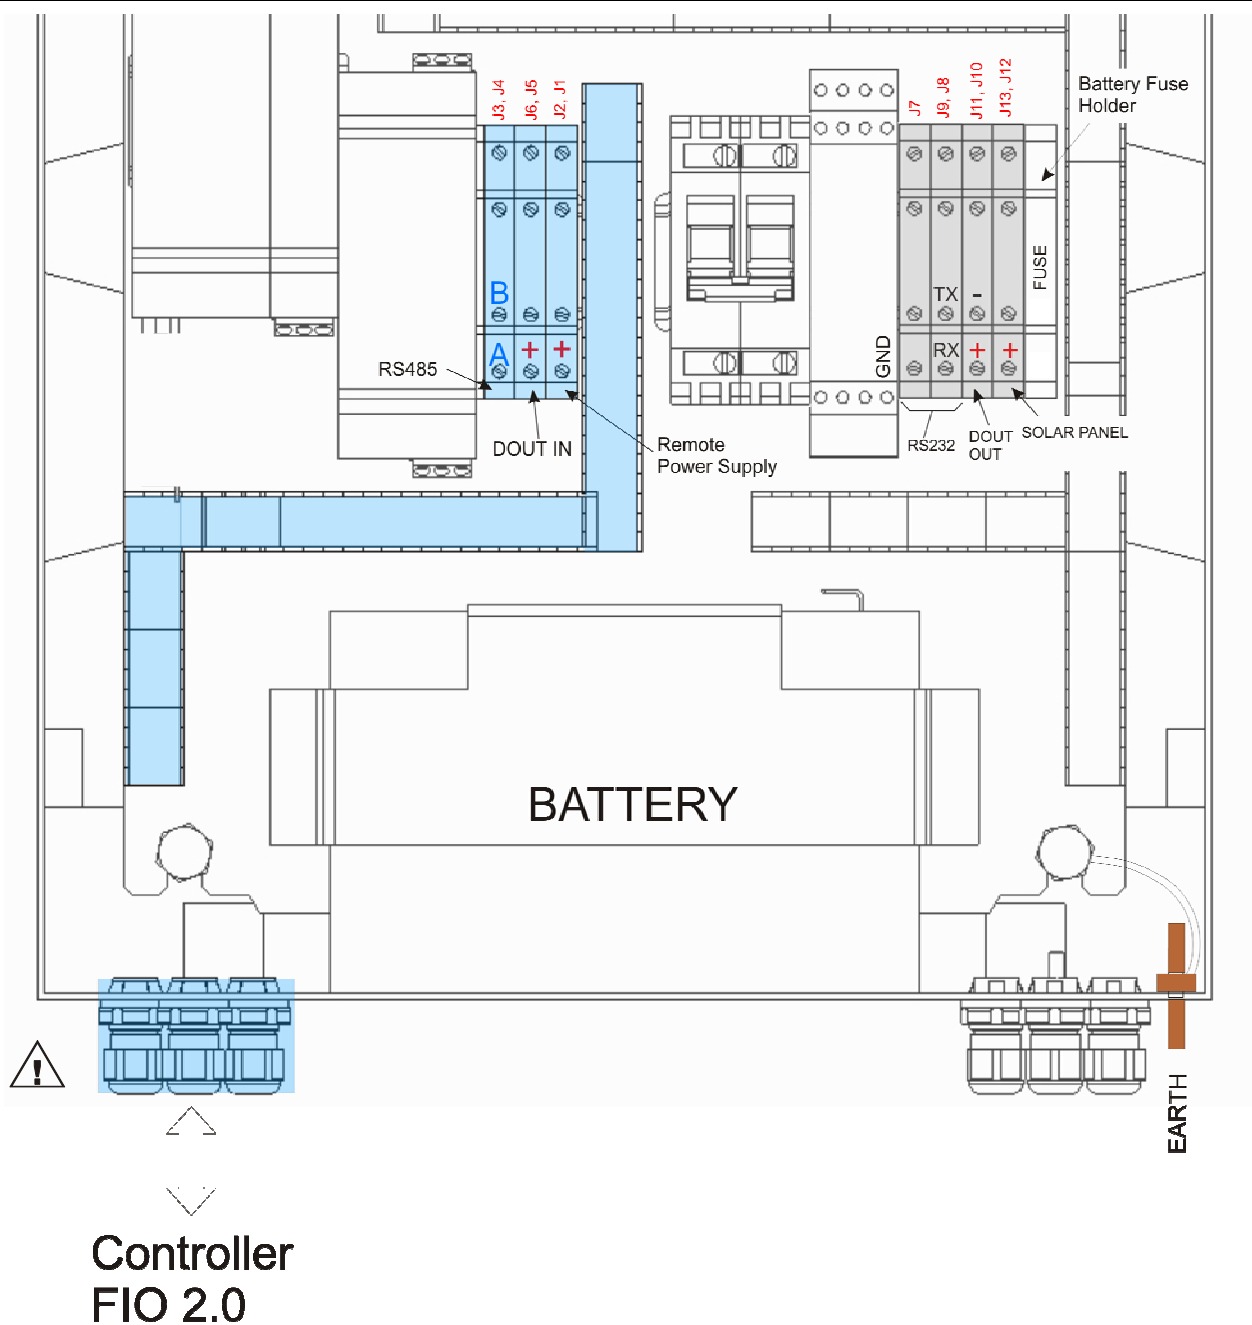 J3, J4
J6, J5
J2, J1
J7
J9, J8
J11, J10
J13, J12
Battery Fuse
Holder
B
A
+
+
TX
-
RX
+
+
GND
FUSE
RS485
DOUT IN
Remote
Power Supply
RS232
DOUT
OUT
SOLAR PANEL
BATTERY
!
EARTH
Controller
FIO 2.0